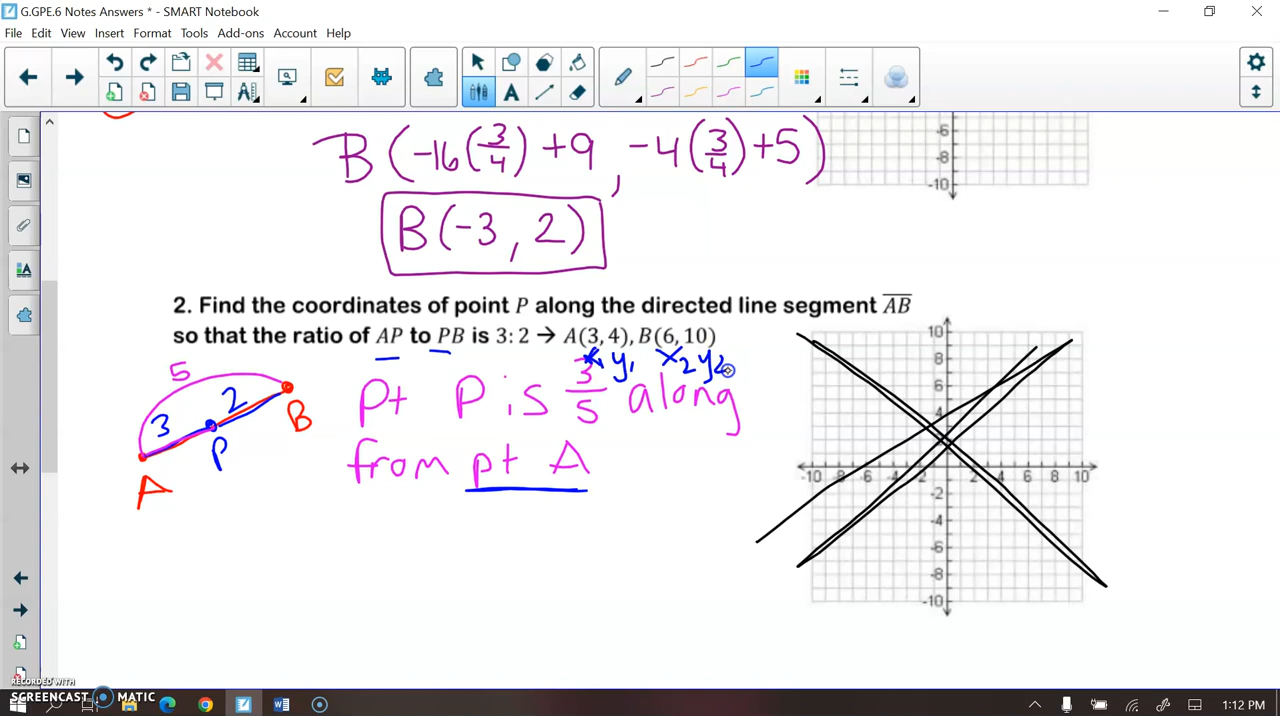 G.GPE.6 Notes Answers * - SMART Notebook
File Edit View Insert Format Tools Add-ons Account Help
B(-16(3/4)+9, -4(3/4)+5)
-6
-8
-10
B(-3, 2)
2. Find the coordinates of point P along the directed line segment AB
so that the ratio of AP to PB is 3: 2 → A(3, 4), B(6, 10)
x₁ y₁ x₂ y₂
5
3
2
A
P
B
Pt P is 3/5 along
from pt A
10
8
6
4
-10 -8 -6 -4 -2 2 4 6 8 10
-2
-4
-6
-8
-10
SCREENCAST MATIC
1:12 PM